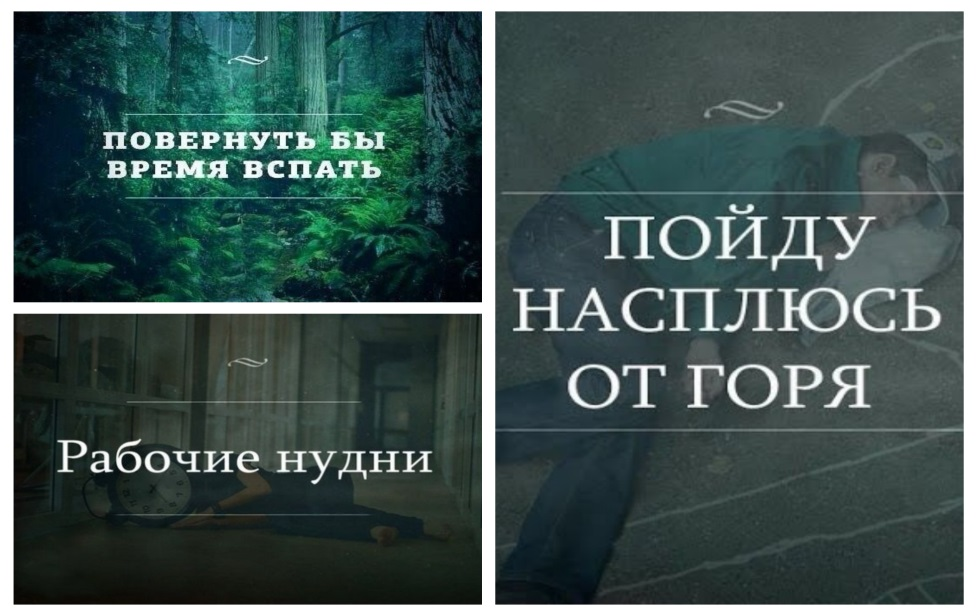 ПОВЕРНУТЬ БЫ
ВРЕМЯ ВСПАТЬ
Рабочие нудни
ПОЙДУ
НАСПЛЮСЬ
ОТ ГОРЯ